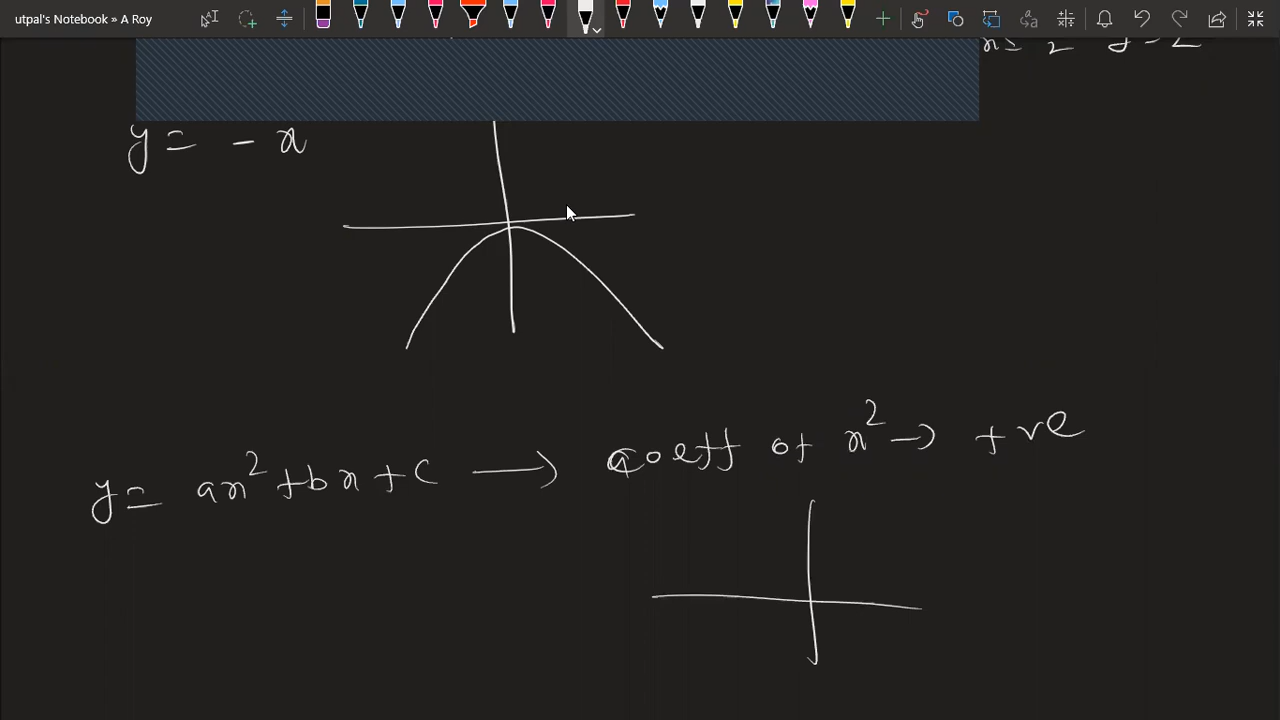 utpal's Notebook » A Roy
y = - x
y = ax² + bx + c → coeff of x² → +ve